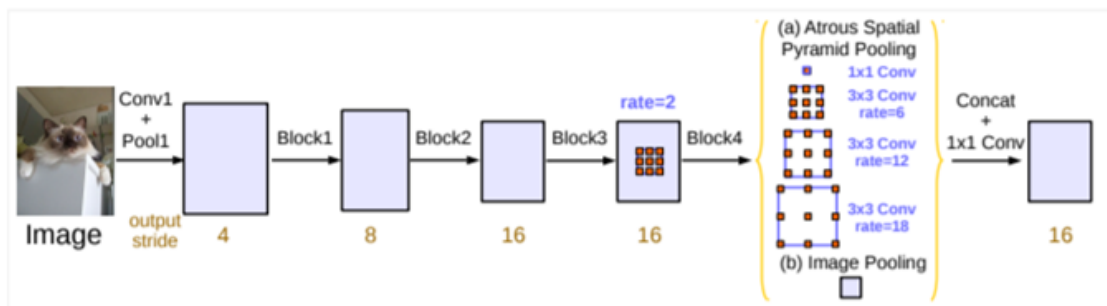 (a) Atrous Spatial
Pyramid Pooling
1x1 Conv
3x3 Conv
rate=6
3x3 Conv
rate=12
3x3 Conv
rate=18
(b) Image Pooling
Conv1
+
Pool1
Block1
Block2
Block3
rate=2
Block4
Concat
+
1x1 Conv
Image
output
stride
4
8
16
16
16